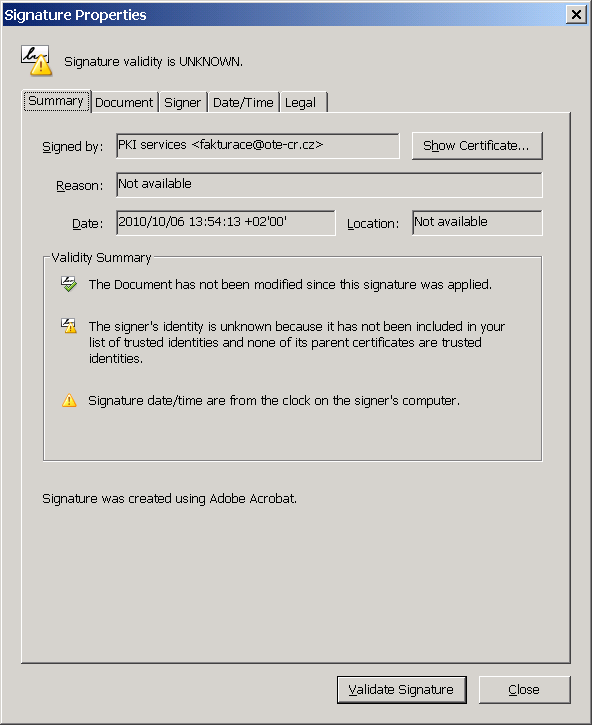 Signature Properties
Signature validity is UNKNOWN.
Summary Document Signer Date/Time Legal
Signed by: PKI services <fakturace@ote-cr.cz> Show Certificate...
Reason: Not available
Date: 2010/10/06 13:54:13 +02'00' Location: Not available
Validity Summary
The Document has not been modified since this signature was applied.
The signer's identity is unknown because it has not been included in your
list of trusted identities and none of its parent certificates are trusted
identities.
Signature date/time are from the clock on the signer's computer.
Signature was created using Adobe Acrobat.
Validate Signature Close